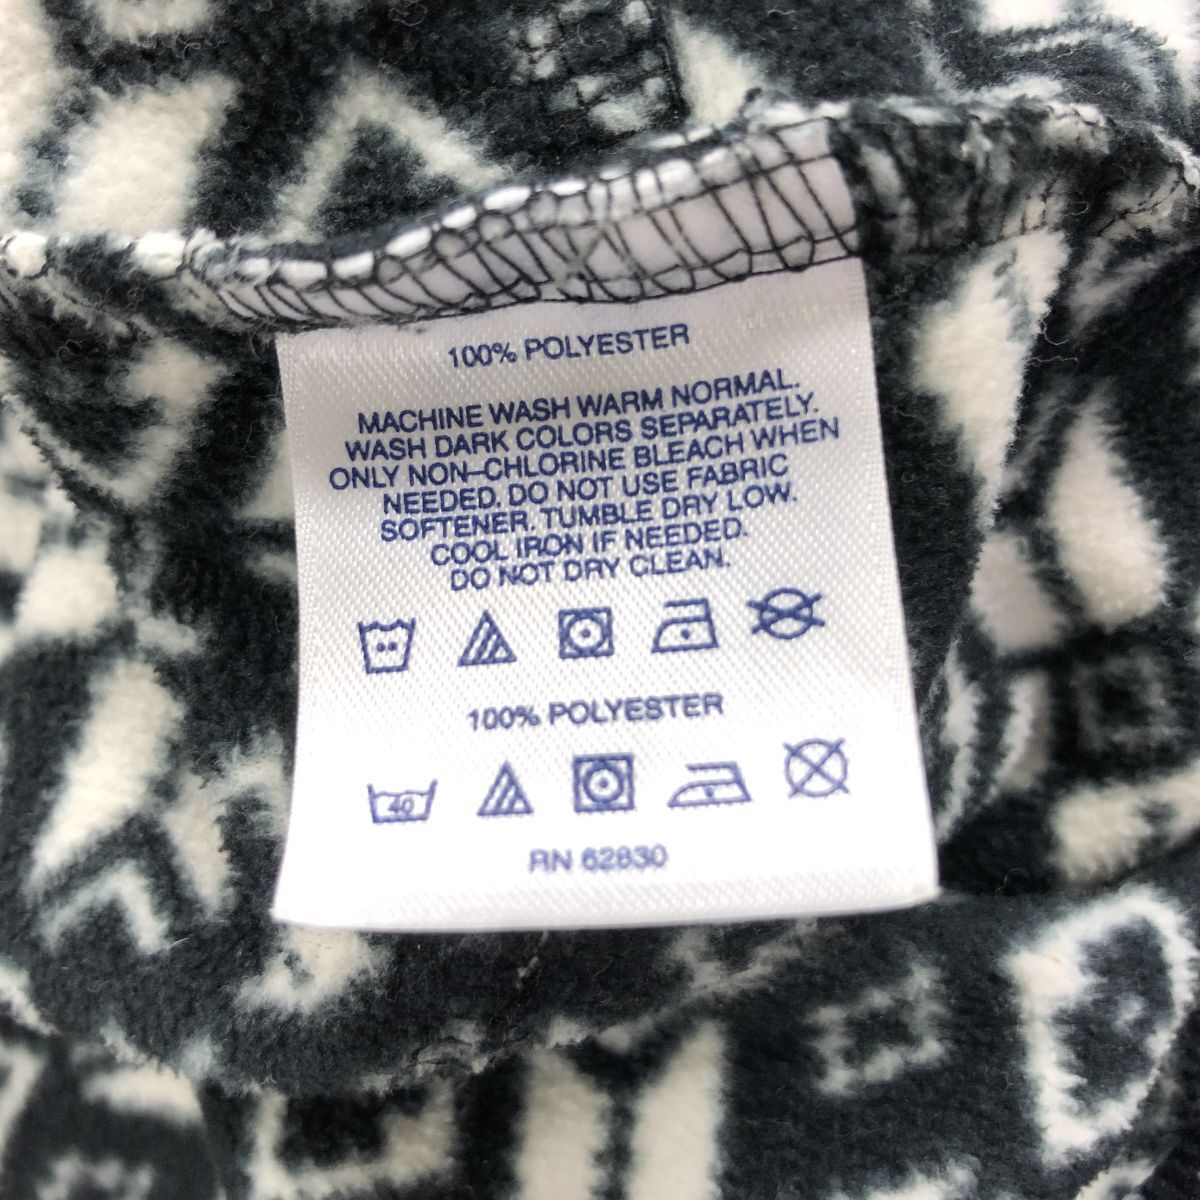 100% POLYESTER
MACHINE WASH WARM NORMAL.
WASH DARK COLORS SEPARATELY.
ONLY NON-CHLORINE BLEACH WHEN
NEEDED. DO NOT USE FABRIC
SOFTENER. TUMBLE DRY LOW.
COOL IRON IF NEEDED.
DO NOT DRY CLEAN.
100% POLYESTER
40
RN 62830